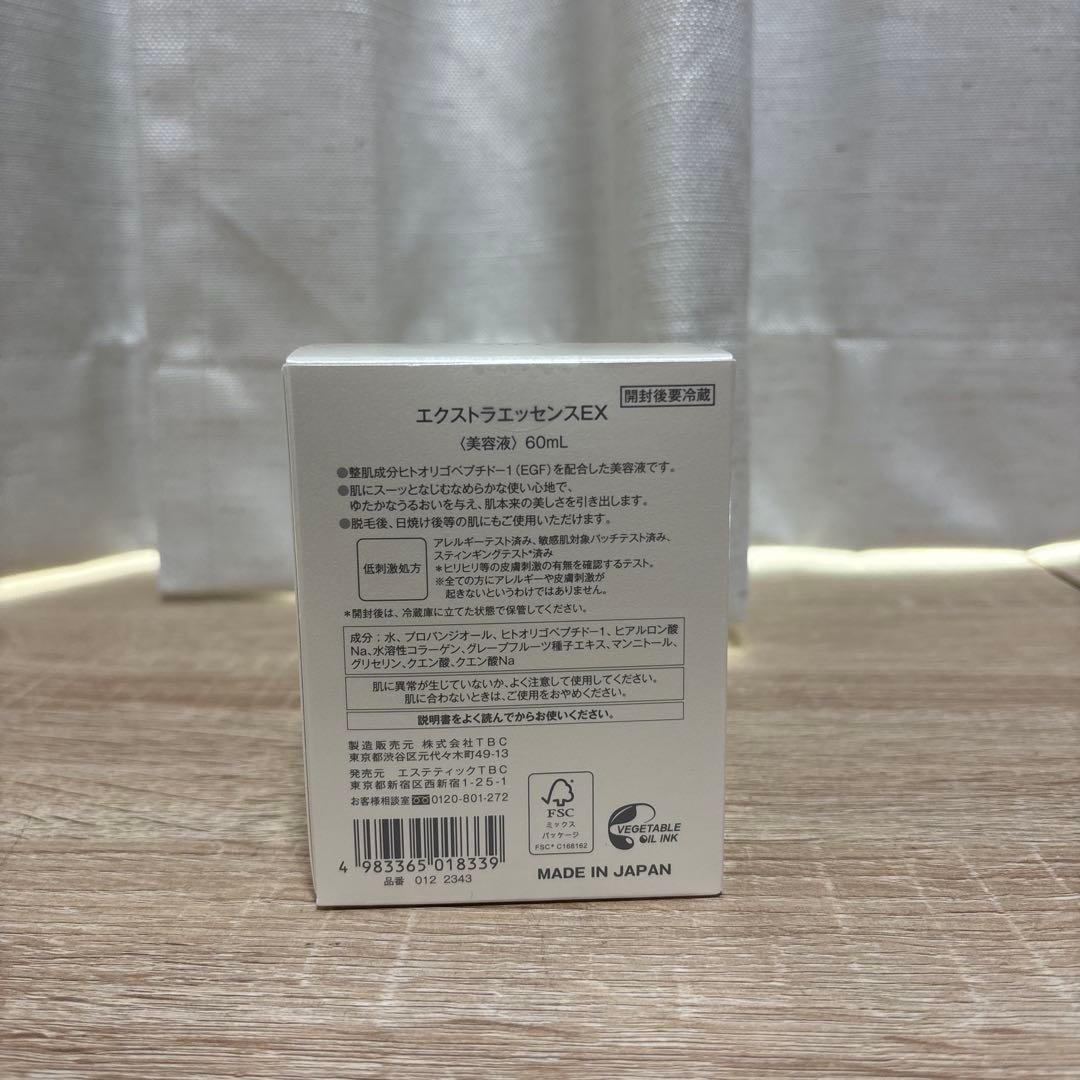 開封後要冷蔵
エクストラエッセンスEX
〈美容液〉60mL
●整肌成分ヒトオリゴペプチド-1(EGF)を配合した美容液です。
●肌にスーッとなじむなめらかな使い心地で、
ゆたかなうるおいを与え、肌本来の美しさを引き出します。
●脱毛後、日焼け後等の肌にもご使用いただけます。
低刺激処方
アレルギーテスト済み、敏感肌対象パッチテスト済み、
スティンギングテスト*済み
*ヒリヒリ等の皮膚刺激の有無を確認するテスト。
※全ての方にアレルギーや皮膚刺激が
起きないというわけではありません。
*開封後は、冷蔵庫に立てた状態で保管してください。
成分:水、プロパンジオール、ヒトオリゴペプチド-1、ヒアルロン酸
Na、水溶性コラーゲン、グレープフルーツ種子エキス、マンニトール、
グリセリン、クエン酸、クエン酸Na
肌に異常が生じていないか、よく注意して使用してください。
肌に合わないときは、ご使用をおやめください。
説明書をよく読んでからお使いください。
製造販売元 株式会社TBC
東京都渋谷区元代々木町49-13
発売元 エステティックTBC
東京都新宿区西新宿1-25-1
お客様相談室 0120-801-272
4 983365 018339
品番 012 2343
FSC
ミックス
パッケージ
FSC® C168162
VEGETABLE
OIL INK
MADE IN JAPAN